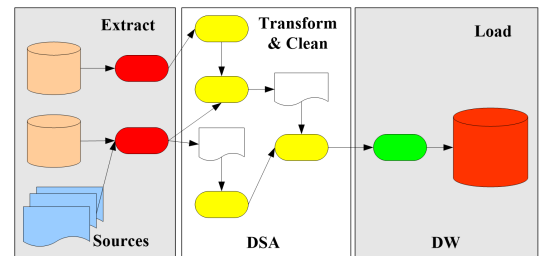 Extract
Transform
& Clean
Load
Sources
DSA
DW